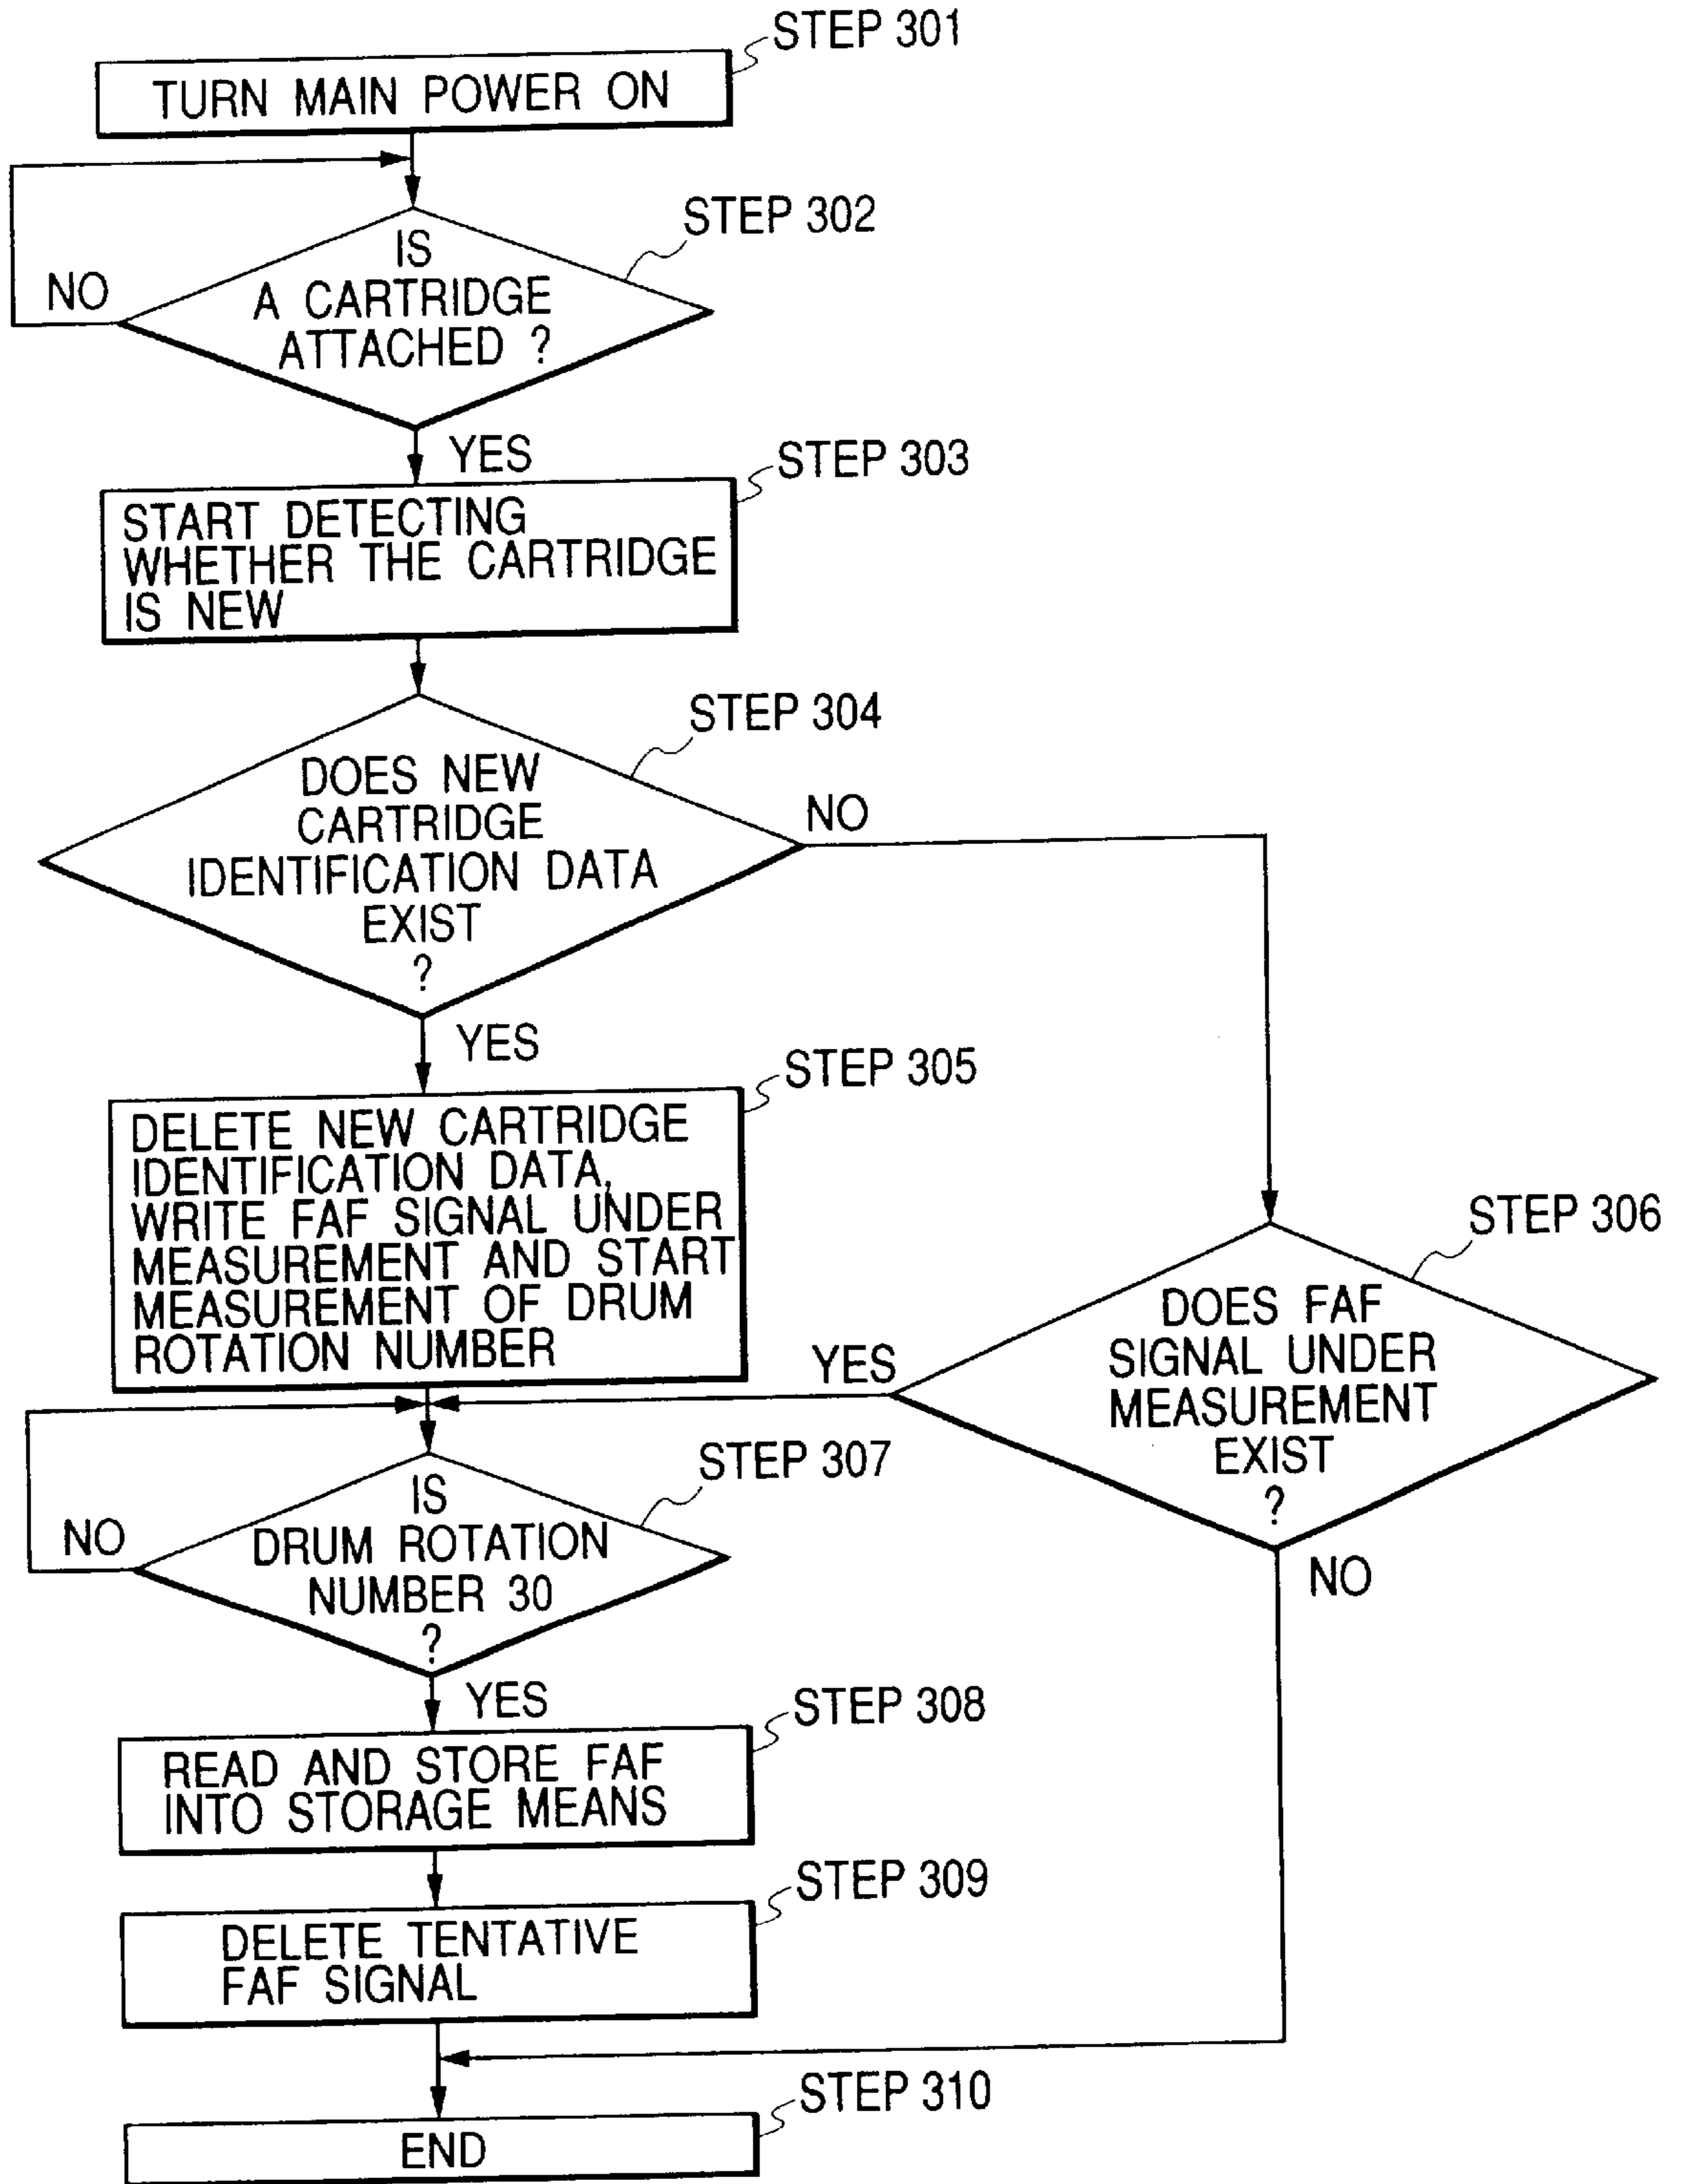 STEP 301
TURN MAIN POWER ON
STEP 302
IS
A CARTRIDGE
ATTACHED ?
NO
YES
STEP 303
START DETECTING
WHETHER THE CARTRIDGE
IS NEW
STEP 304
DOES NEW
CARTRIDGE
IDENTIFICATION DATA
EXIST
?
NO
YES
STEP 305
DELETE NEW CARTRIDGE
IDENTIFICATION DATA,
WRITE FAF SIGNAL UNDER
MEASUREMENT AND START
MEASUREMENT OF DRUM
ROTATION NUMBER
STEP 306
DOES FAF
SIGNAL UNDER
MEASUREMENT
EXIST
?
YES
NO
STEP 307
IS
DRUM ROTATION
NUMBER 30
?
NO
YES
STEP 308
READ AND STORE FAF
INTO STORAGE MEANS
STEP 309
DELETE TENTATIVE
FAF SIGNAL
STEP 310
END